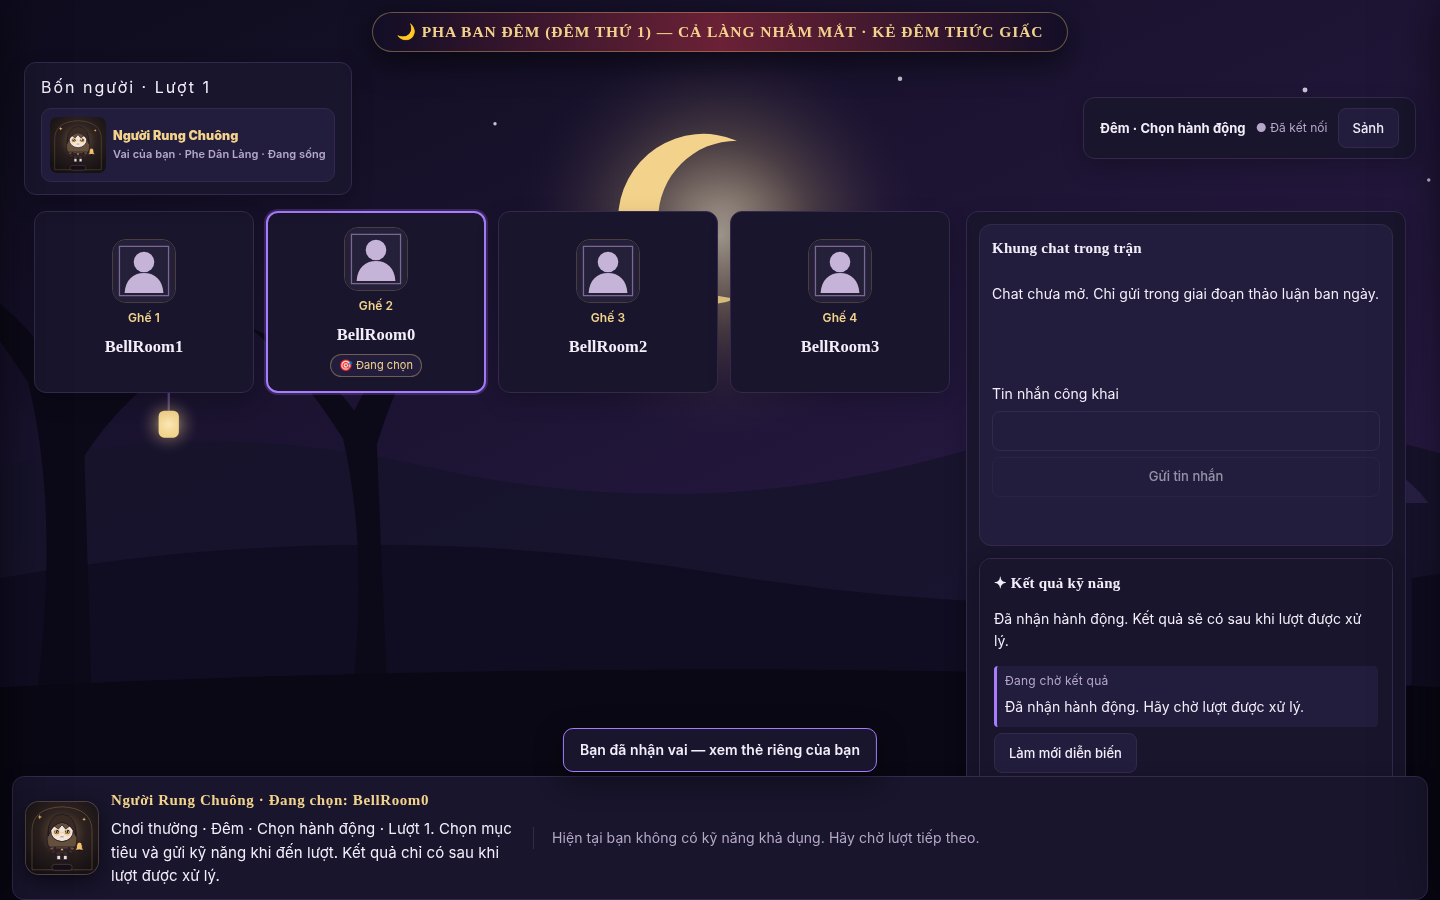 🌙 PHA BAN ĐÊM (ĐÊM THỨ 1) — CẢ LÀNG NHẮM MẮT · KẺ ĐÊM THỨC GIẤC
Bốn người · Lượt 1
Người Rung Chuông
Vai của bạn · Phe Dân Làng · Đang sống
Đêm · Chọn hành động
Đã kết nối
Sảnh
Ghế 1
BellRoom1
Ghế 2
BellRoom0
🎯 Đang chọn
Ghế 3
BellRoom2
Ghế 4
BellRoom3
Khung chat trong trận
Chat chưa mở. Chỉ gửi trong giai đoạn thảo luận ban ngày.
Tin nhắn công khai
Gửi tin nhắn
✦ Kết quả kỹ năng
Đã nhận hành động. Kết quả sẽ có sau khi lượt được xử
lý.
Đang chờ kết quả
Đã nhận hành động. Hãy chờ lượt được xử lý.
Làm mới diễn biến
Bạn đã nhận vai — xem thẻ riêng của bạn
Người Rung Chuông · Đang chọn: BellRoom0
Chơi thường · Đêm · Chọn hành động · Lượt 1. Chọn mục
tiêu và gửi kỹ năng khi đến lượt. Kết quả chỉ có sau khi
lượt được xử lý.
Hiện tại bạn không có kỹ năng khả dụng. Hãy chờ lượt tiếp theo.